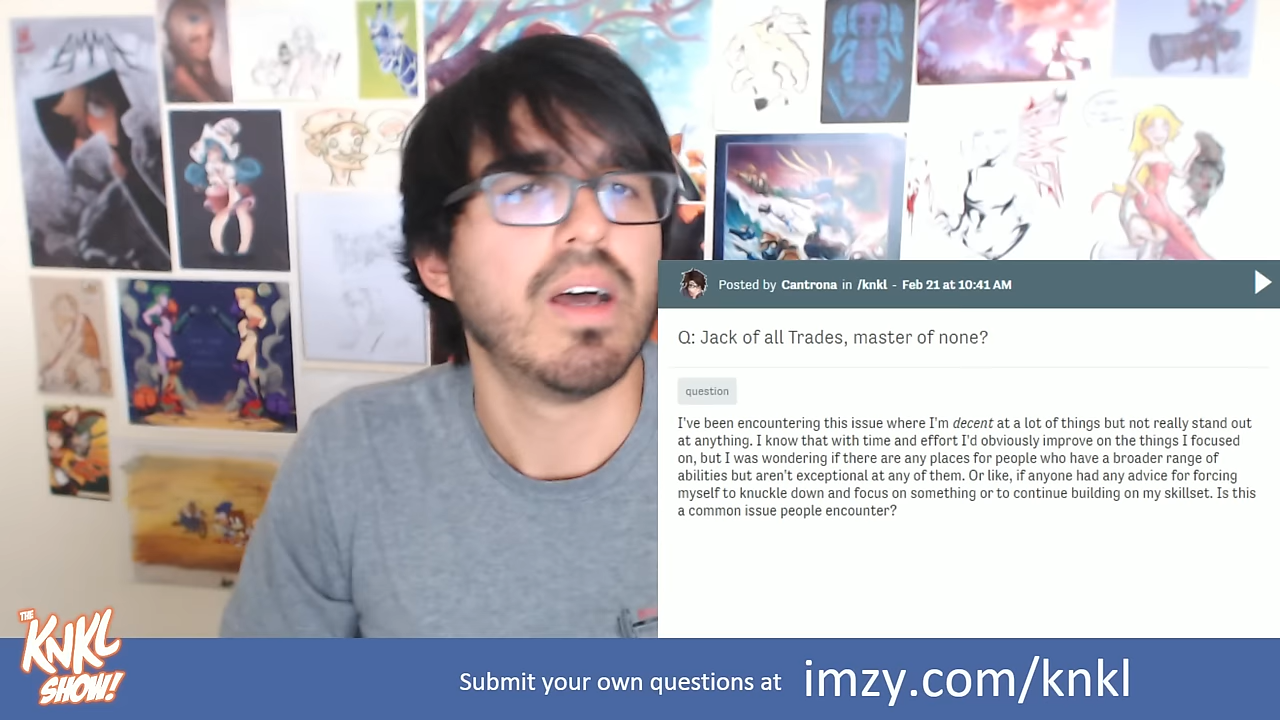 Posted by Cantrona in /knkl - Feb 21 at 10:41 AM
Q: Jack of all Trades, master of none?
question
I've been encountering this issue where I'm decent at a lot of things but not really stand out
at anything. I know that with time and effort I'd obviously improve on the things I focused
on, but I was wondering if there are any places for people who have a broader range of
abilities but aren't exceptional at any of them. Or like, if anyone had any advice for forcing
myself to knuckle down and focus on something or to continue building on my skillset. Is this
a common issue people encounter?
THE
KNKL
SHOW!
Submit your own questions at imzy.com/knkl